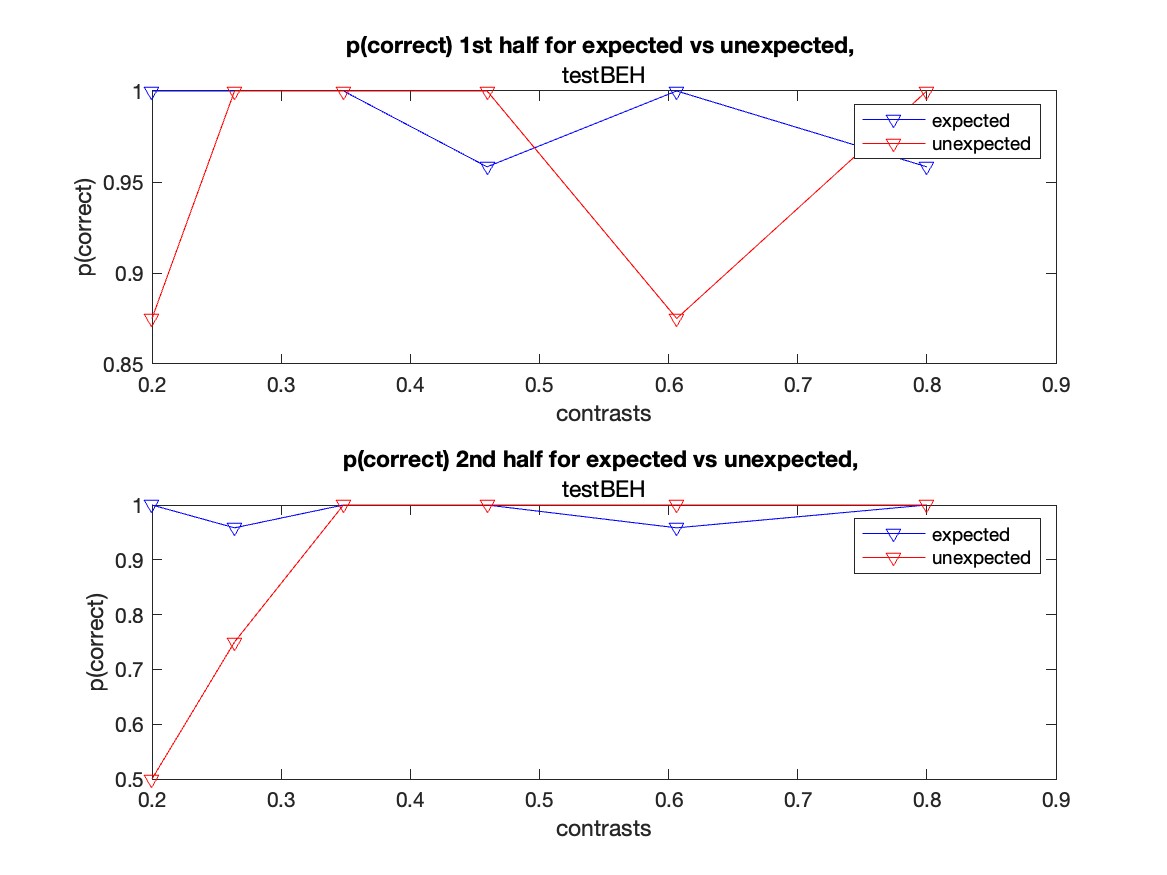 p(correct) 1st half for expected vs unexpected,
testBEH
1
0.95
0.9
0.85
p(correct)
expected
unexpected
0.2 0.3 0.4 0.5 0.6 0.7 0.8 0.9
contrasts
p(correct) 2nd half for expected vs unexpected,
testBEH
1
0.9
0.8
0.7
0.6
0.5
p(correct)
expected
unexpected
0.2 0.3 0.4 0.5 0.6 0.7 0.8 0.9
contrasts